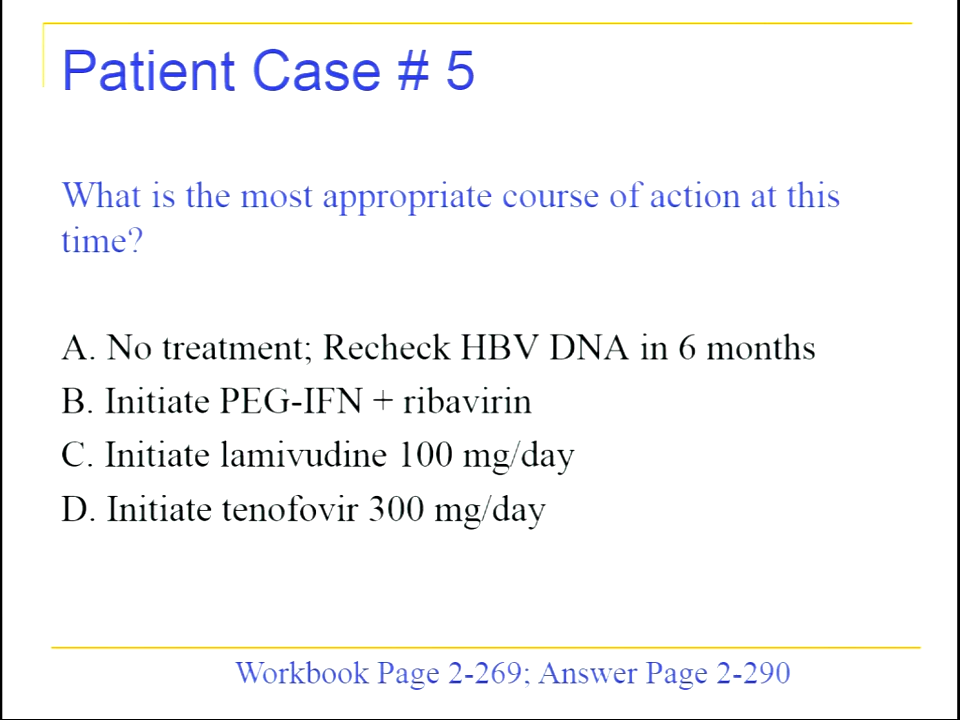 Patient Case # 5
What is the most appropriate course of action at this
time?
A. No treatment; Recheck HBV DNA in 6 months
B. Initiate PEG-IFN + ribavirin
C. Initiate lamivudine 100 mg/day
D. Initiate tenofovir 300 mg/day
Workbook Page 2-269; Answer Page 2-290